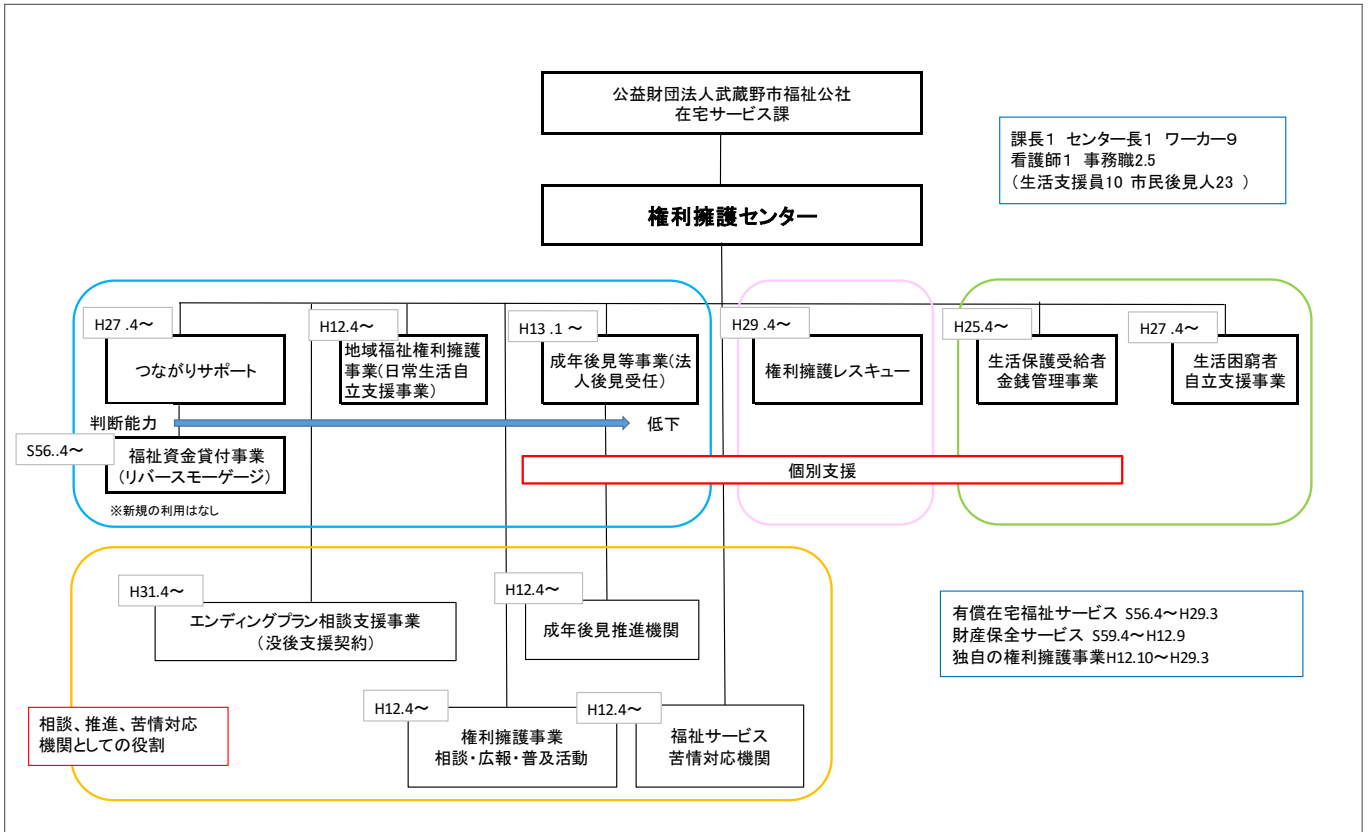 公益財団法人武蔵野市福祉公社
在宅サービス課
課長1 センター長1 ワーカー9
看護師1 事務職2.5
(生活支援員10 市民後見人23 )
権利擁護センター
H27 .4～
つながりサポート
H12.4～
地域福祉権利擁護
事業(日常生活自
立支援事業)
H13 .1 ～
成年後見等事業(法
人後見受任)
H29 .4～
権利擁護レスキュー
H25.4～
生活保護受給者
金銭管理事業
H27 .4～
生活困窮者
自立支援事業
判断能力
低下
S56..4～
福祉資金貸付事業
(リバースモーゲージ)
※新規の利用はなし
個別支援
H31.4～
エンディングプラン相談支援事業
(没後支援契約)
H12.4～
成年後見推進機関
有償在宅福祉サービス S56.4～H29.3
財産保全サービス S59.4～H12.9
独自の権利擁護事業H12.10～H29.3
相談、推進、苦情対応
機関としての役割
H12.4～
権利擁護事業
相談・広報・普及活動
H12.4～
福祉サービス
苦情対応機関